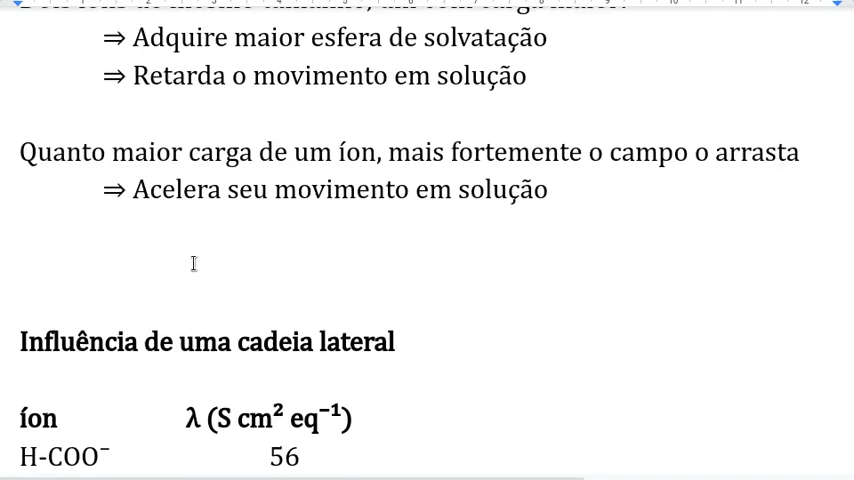 ⇒ Adquire maior esfera de solvatação
⇒ Retarda o movimento em solução
Quanto maior carga de um íon, mais fortemente o campo o arrasta
⇒ Acelera seu movimento em solução
Influência de uma cadeia lateral
íon λ (S cm² eq⁻¹)
H-COO⁻ 56